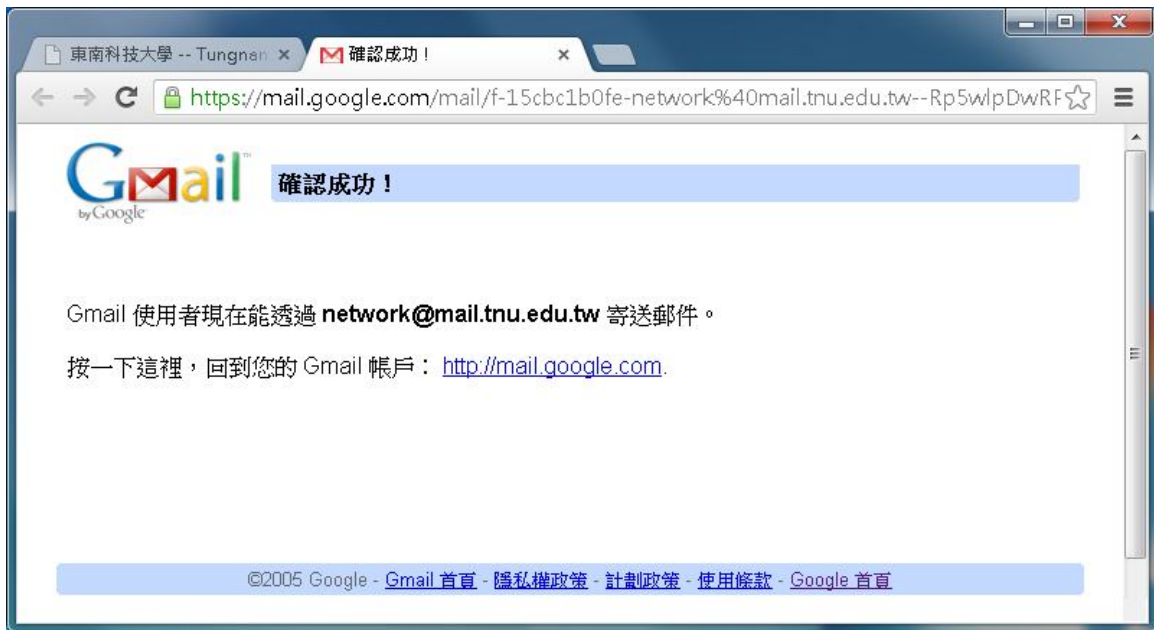 東南科技大學 -- Tungnan
確認成功！
https://mail.google.com/mail/f-15cbc1b0fe-network%40mail.tnu.edu.tw--Rp5wlpDwRF
Gmail™
by Google
確認成功！
Gmail 使用者現在能透過 network@mail.tnu.edu.tw 寄送郵件。
按一下這裡，回到您的 Gmail 帳戶： http://mail.google.com.
©2005 Google - Gmail 首頁 - 隱私權政策 - 計劃政策 - 使用條款 - Google 首頁